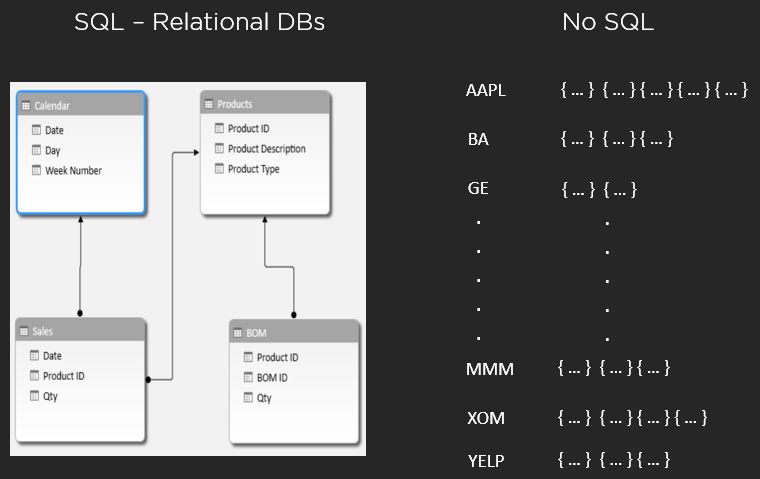 SQL – Relational DBs
Calendar
Date
Day
Week Number
Products
Product ID
Product Description
Product Type
Sales
Date
Product ID
Qty
BOM
Product ID
BOM ID
Qty
No SQL
AAPL { ... } { ... } { ... } { ... } { ... }
BA { ... } { ... } { ... }
GE { ... } { ... }
. .
. .
. .
. .
. .
MMM { ... } { ... } { ... }
XOM { ... } { ... } { ... } { ... }
YELP { ... } { ... } { ... }